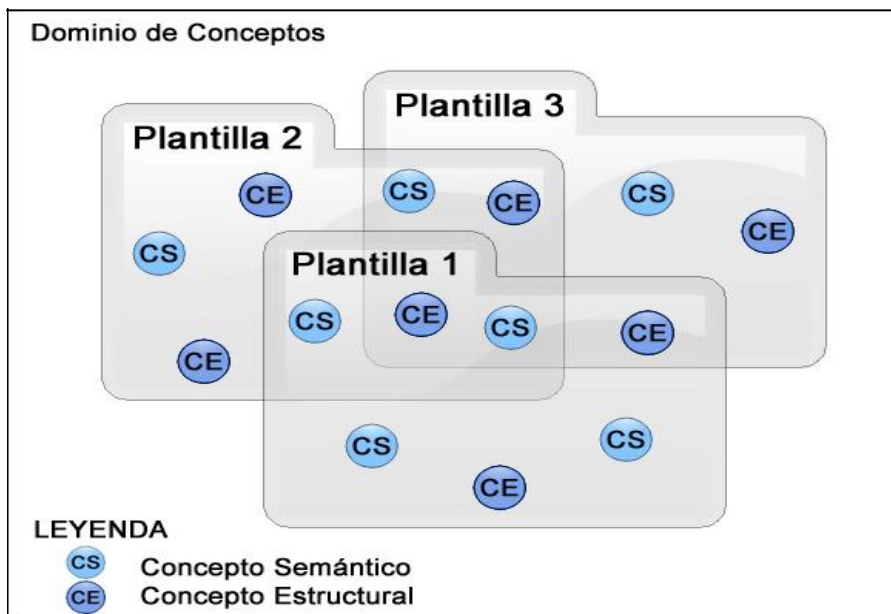 Dominio de Conceptos
Plantilla 3
Plantilla 2
CE
CS
CE
CS
CE
CS
Plantilla 1
CS
CE
CS
CE
CE
CS
CS
CE
LEYENDA
CS Concepto Semántico
CE Concepto Estructural